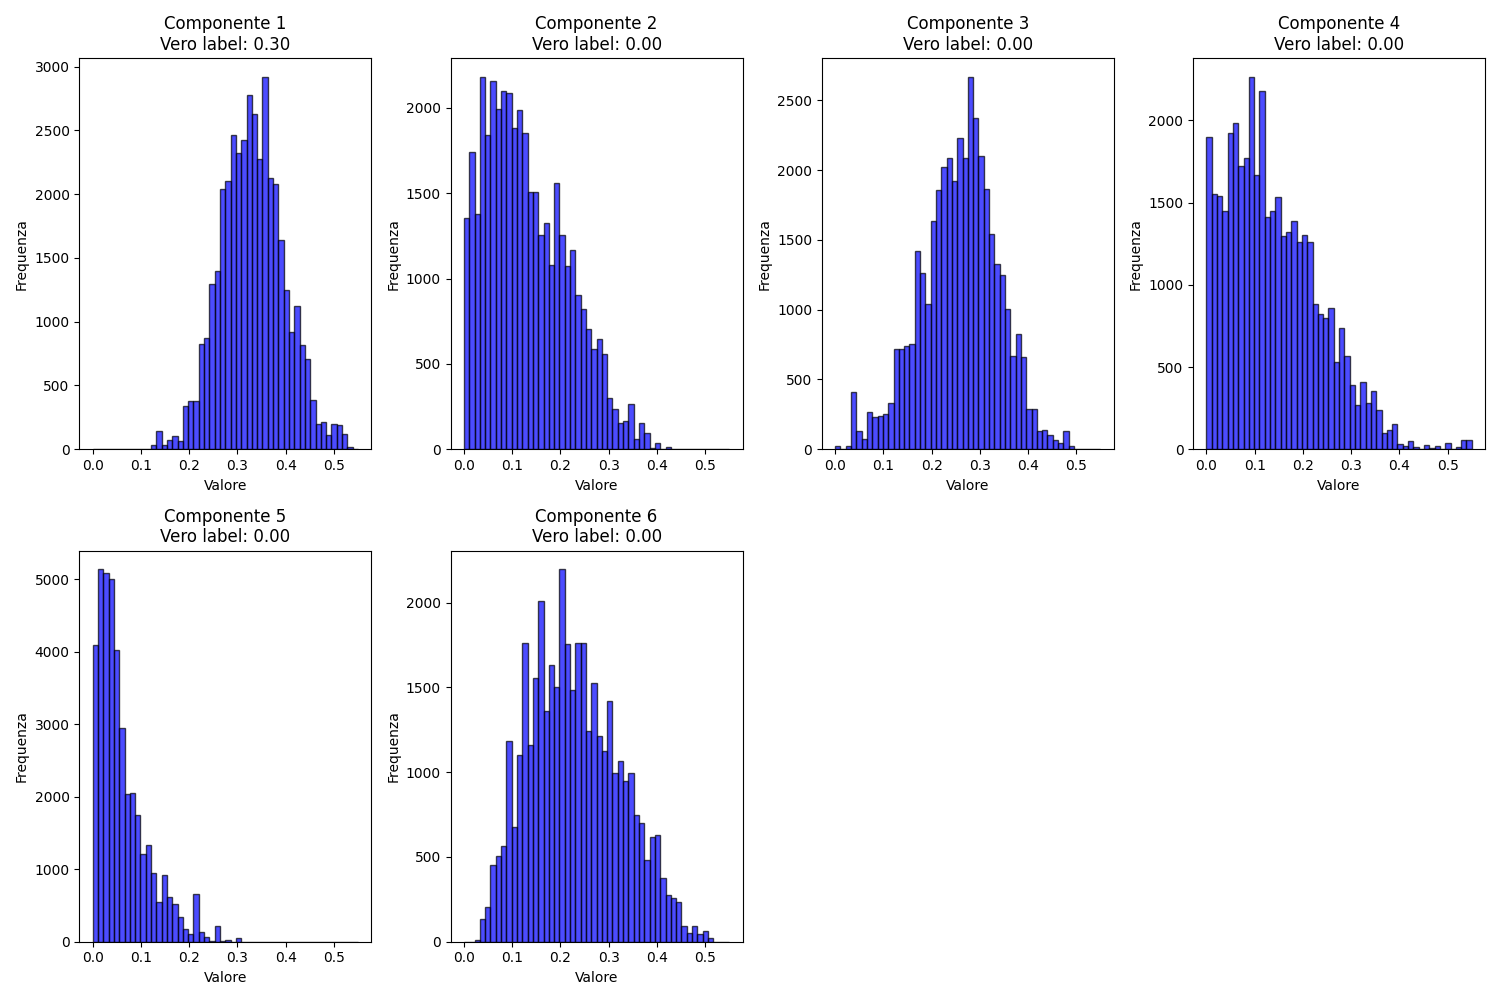 Componente 1
Vero label: 0.30
3000
2500
2000
1500
1000
500
0
Frequenza
0.0 0.1 0.2 0.3 0.4 0.5
Valore
Componente 2
Vero label: 0.00
2000
1500
1000
500
0
Frequenza
0.0 0.1 0.2 0.3 0.4 0.5
Valore
Componente 3
Vero label: 0.00
2500
2000
1500
1000
500
0
Frequenza
0.0 0.1 0.2 0.3 0.4 0.5
Valore
Componente 4
Vero label: 0.00
2000
1500
1000
500
0
Frequenza
0.0 0.1 0.2 0.3 0.4 0.5
Valore
Componente 5
Vero label: 0.00
5000
4000
3000
2000
1000
0
Frequenza
0.0 0.1 0.2 0.3 0.4 0.5
Valore
Componente 6
Vero label: 0.00
2000
1500
1000
500
0
Frequenza
0.0 0.1 0.2 0.3 0.4 0.5
Valore